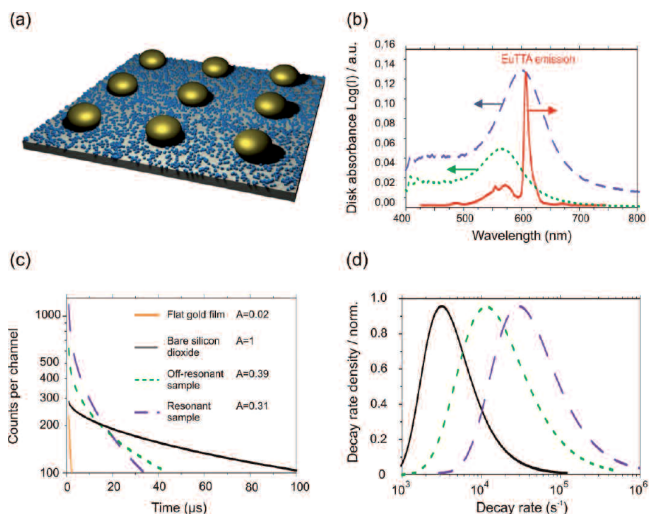 (a)
(b)
EuTTA emission
Disk absorbance Log(I) / a.u.
0,16
0,14
0,12
0,10
0,08
0,06
0,04
0,02
0,00
400 500 600 700 800
Wavelength (nm)
(c)
Counts per channel
1000
500
300
200
100
Flat gold film A=0.02
Bare silicon
dioxide A=1
Off-resonant
sample A=0.39
Resonant
sample A=0.31
0 20 40 60 80 100
Time (µs)
(d)
Decay rate density / norm.
1.0
0.8
0.6
0.4
0.2
0
10³ 10⁴ 10⁵ 10⁶
Decay rate (s⁻¹)